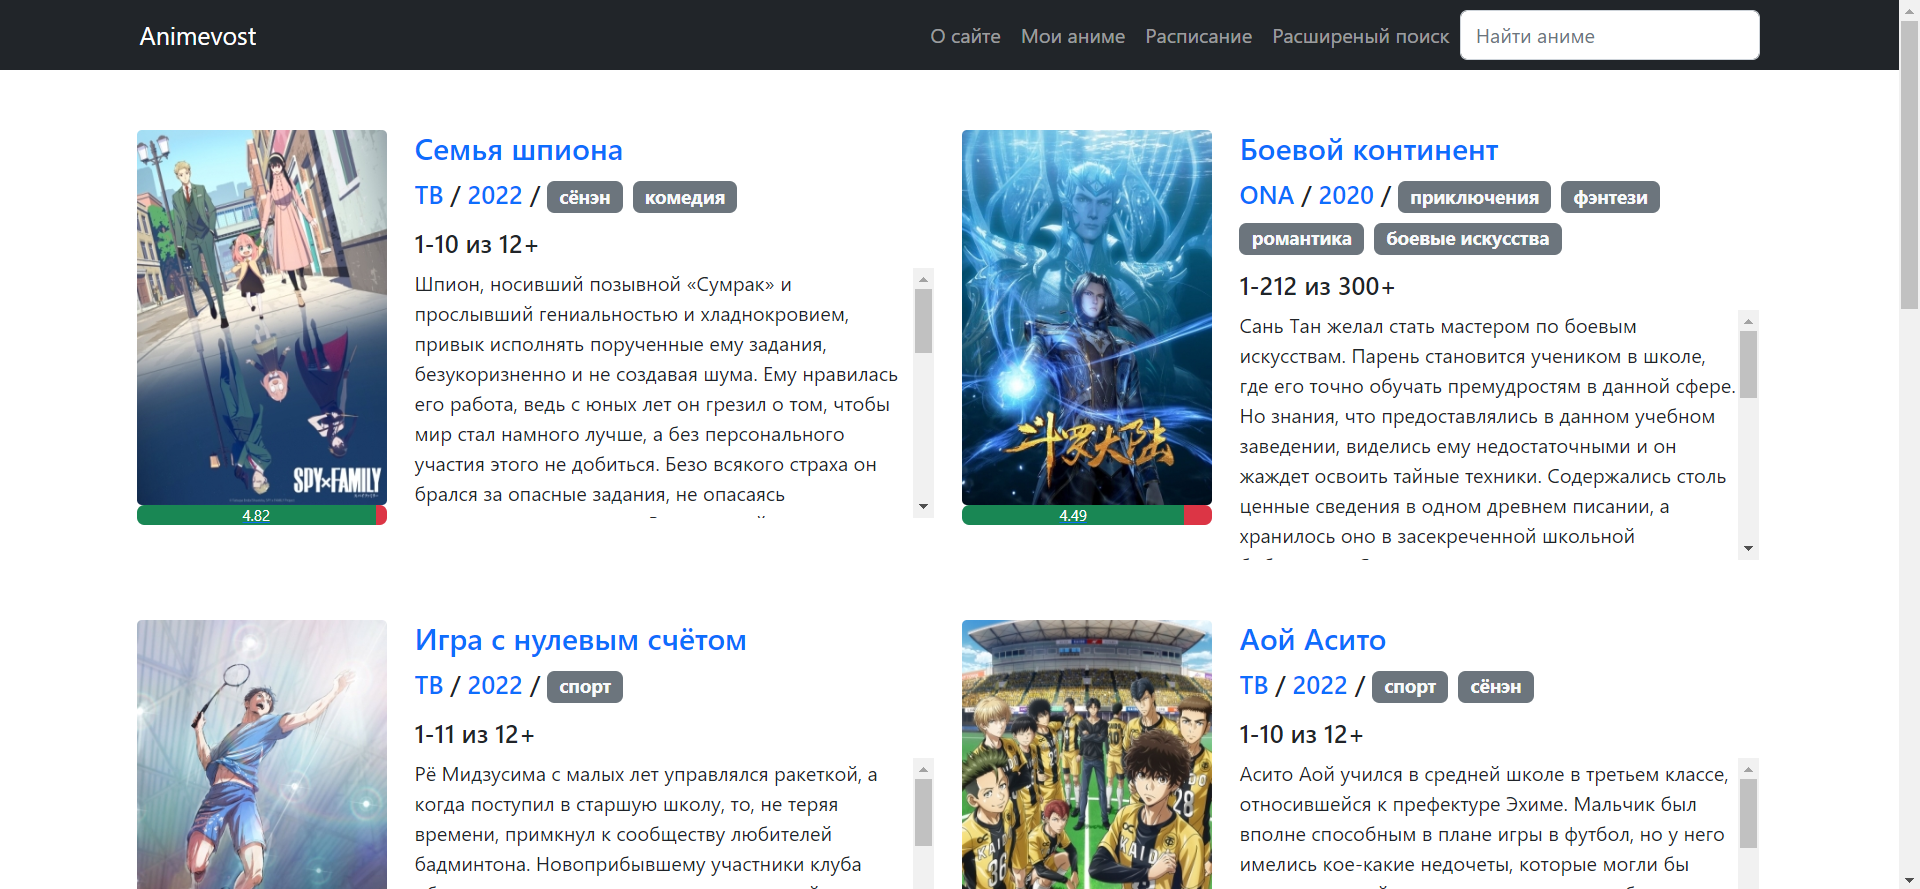 Animevost
О сайте
Мои аниме
Расписание
Расширеный поиск
Найти аниме
SPY×FAMILY
4.82
Семья шпиона
ТВ / 2022 / сёнэн комедия
1-10 из 12+
Шпион, носивший позывной «Сумрак» и
прослывший гениальностью и хладнокровием,
привык исполнять порученные ему задания,
безукоризненно и не создавая шума. Ему нравилась
его работа, ведь с юных лет он грезил о том, чтобы
мир стал намного лучше, а без персонального
участия этого не добиться. Безо всякого страха он
брался за опасные задания, не опасаясь
斗罗大陆
4.49
Боевой континент
ONA / 2020 / приключения фэнтези
романтика боевые искусства
1-212 из 300+
Сань Тан желал стать мастером по боевым
искусствам. Парень становится учеником в школе,
где его точно обучать премудростям в данной сфере.
Но знания, что предоставлялись в данном учебном
заведении, виделись ему недостаточными и он
жаждет освоить тайные техники. Содержались столь
ценные сведения в одном древнем писании, а
хранилось оно в засекреченной школьной
Игра с нулевым счётом
ТВ / 2022 / спорт
1-11 из 12+
Рё Мидзусима с малых лет управлялся ракеткой, а
когда поступил в старшую школу, то, не теряя
времени, примкнул к сообществу любителей
бадминтона. Новоприбывшему участники клуба
Аой Асито
ТВ / 2022 / спорт сёнэн
1-10 из 12+
Асито Аой учился в средней школе в третьем классе,
относившейся к префектуре Эхиме. Мальчик был
вполне способным в плане игры в футбол, но у него
имелись кое-какие недочеты, которые могли бы